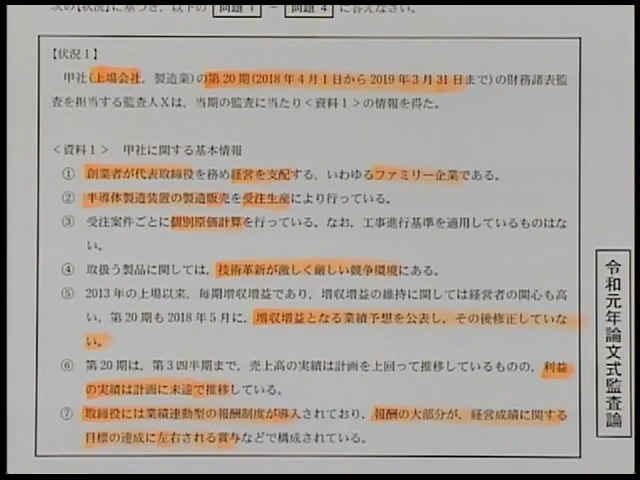 次の【状況】に基づき、以下の 問題1 ~ 問題4 に答えなさい。
【状況1】
甲社(上場会社，製造業)の第20期(2018年4月1日から2019年3月31日まで)の財務諸表監
査を担当する監査人Xは，当期の監査に当たり<資料1>の情報を得た。
<資料1> 甲社に関する基本情報
① 創業者が代表取締役を務め経営を支配する，いわゆるファミリー企業である。
② 半導体製造装置の製造販売を受注生産により行っている。
③ 受注案件ごとに個別原価計算を行っている。なお，工事進行基準を適用しているものはな
い。
④ 取扱う製品に関しては，技術革新が激しく厳しい競争環境にある。
⑤ 2013年の上場以来，毎期増収増益であり，増収増益の維持に関しては経営者の関心も高
い。第20期も2018年5月に，増収増益となる業績予想を公表し，その後修正していな
い。
⑥ 第20期は，第3四半期まで，売上高の実績は計画を上回って推移しているものの，利益
の実績は計画に未達で推移している。
⑦ 取締役には業績連動型の報酬制度が導入されており，報酬の大部分が，経営成績に関する
目標の達成に左右される賞与などで構成されている。
令和元年論文式監査論